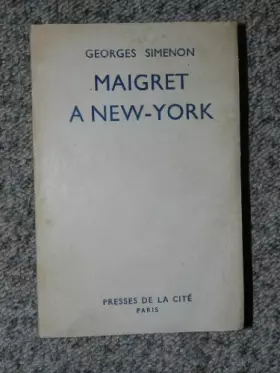 GEORGES SIMENON
MAIGRET
A NEW-YORK
PRESSES DE LA CITÉ
PARIS